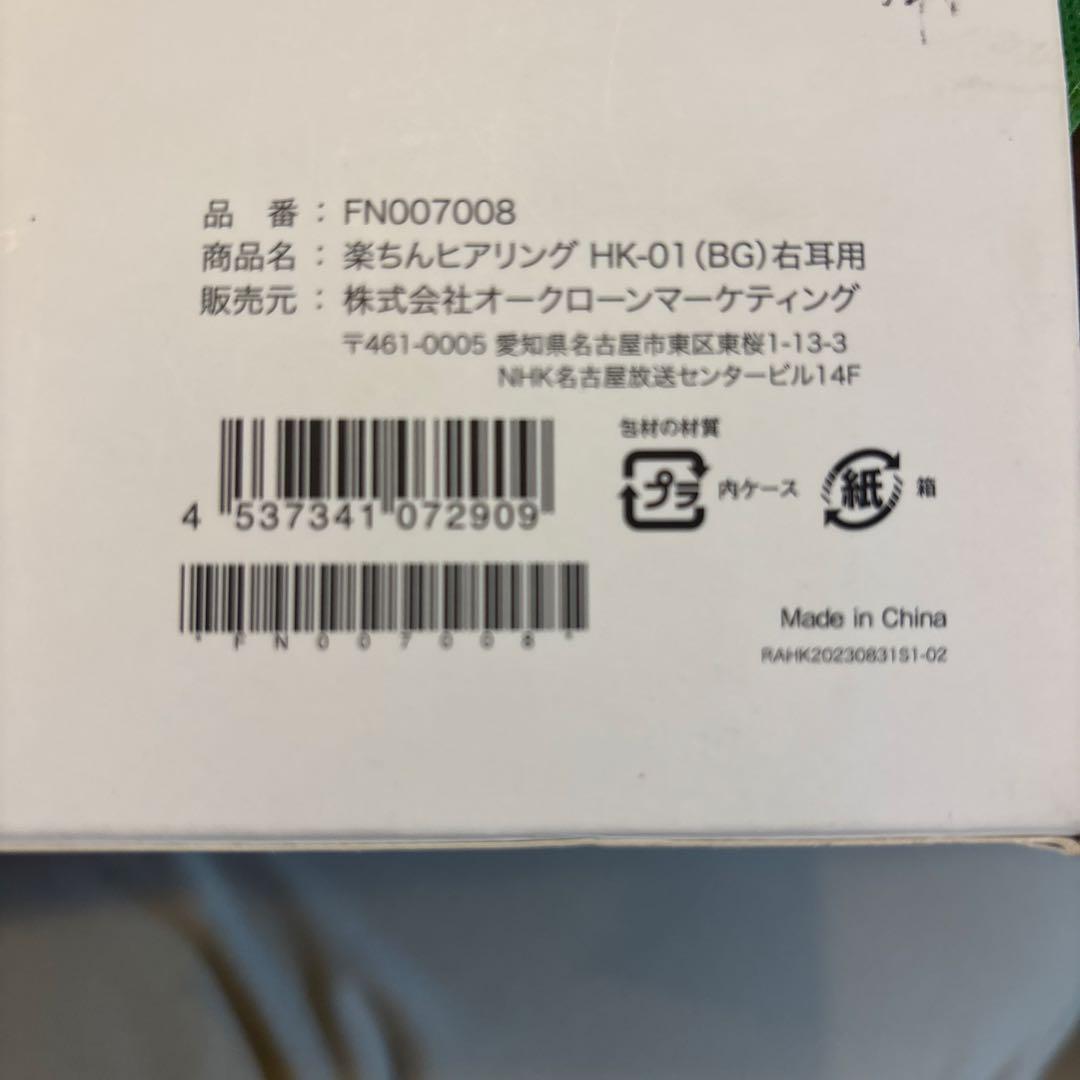 品 番 : FN007008
商品名 : 楽ちんヒアリング HK-01(BG)右耳用
販売元 : 株式会社オークローンマーケティング
〒461-0005 愛知県名古屋市東区東桜1-13-3
NHK名古屋放送センタービル14F
包材の材質
プラ 内ケース 紙 箱
4 537341 072909
*FN007008*
Made in China
RAHK20230831S1-02